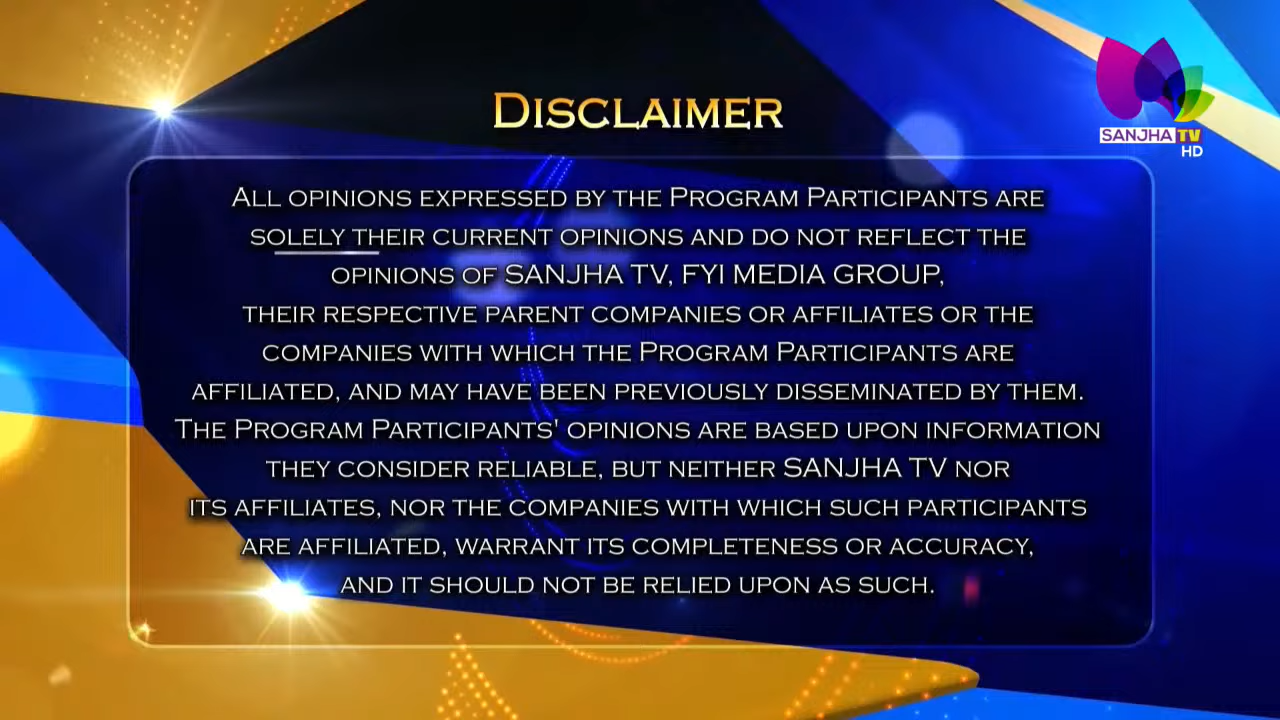 DISCLAIMER
SANJHA TV
HD
ALL OPINIONS EXPRESSED BY THE PROGRAM PARTICIPANTS ARE
SOLELY THEIR CURRENT OPINIONS AND DO NOT REFLECT THE
OPINIONS OF SANJHA TV, FYI MEDIA GROUP,
THEIR RESPECTIVE PARENT COMPANIES OR AFFILIATES OR THE
COMPANIES WITH WHICH THE PROGRAM PARTICIPANTS ARE
AFFILIATED, AND MAY HAVE BEEN PREVIOUSLY DISSEMINATED BY THEM.
THE PROGRAM PARTICIPANTS' OPINIONS ARE BASED UPON INFORMATION
THEY CONSIDER RELIABLE, BUT NEITHER SANJHA TV NOR
ITS AFFILIATES, NOR THE COMPANIES WITH WHICH SUCH PARTICIPANTS
ARE AFFILIATED, WARRANT ITS COMPLETENESS OR ACCURACY,
AND IT SHOULD NOT BE RELIED UPON AS SUCH.